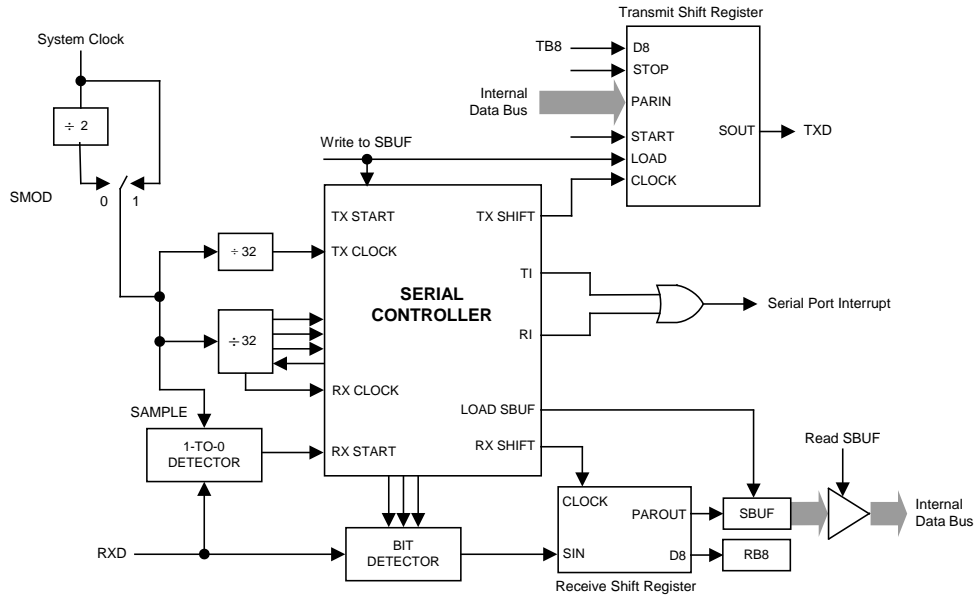 Transmit Shift Register
System Clock
TB8
D8
STOP
Internal
Data Bus
PARIN
÷ 2
START
SOUT
TXD
Write to SBUF
LOAD
CLOCK
SMOD
0
1
TX START
TX SHIFT
÷ 32
TX CLOCK
TI
SERIAL
CONTROLLER
Serial Port Interrupt
÷ 32
RI
RX CLOCK
SAMPLE
LOAD SBUF
1-TO-0
DETECTOR
RX START
RX SHIFT
Read SBUF
CLOCK
PAROUT
SBUF
Internal
Data Bus
RXD
BIT
DETECTOR
SIN
D8
RB8
Receive Shift Register